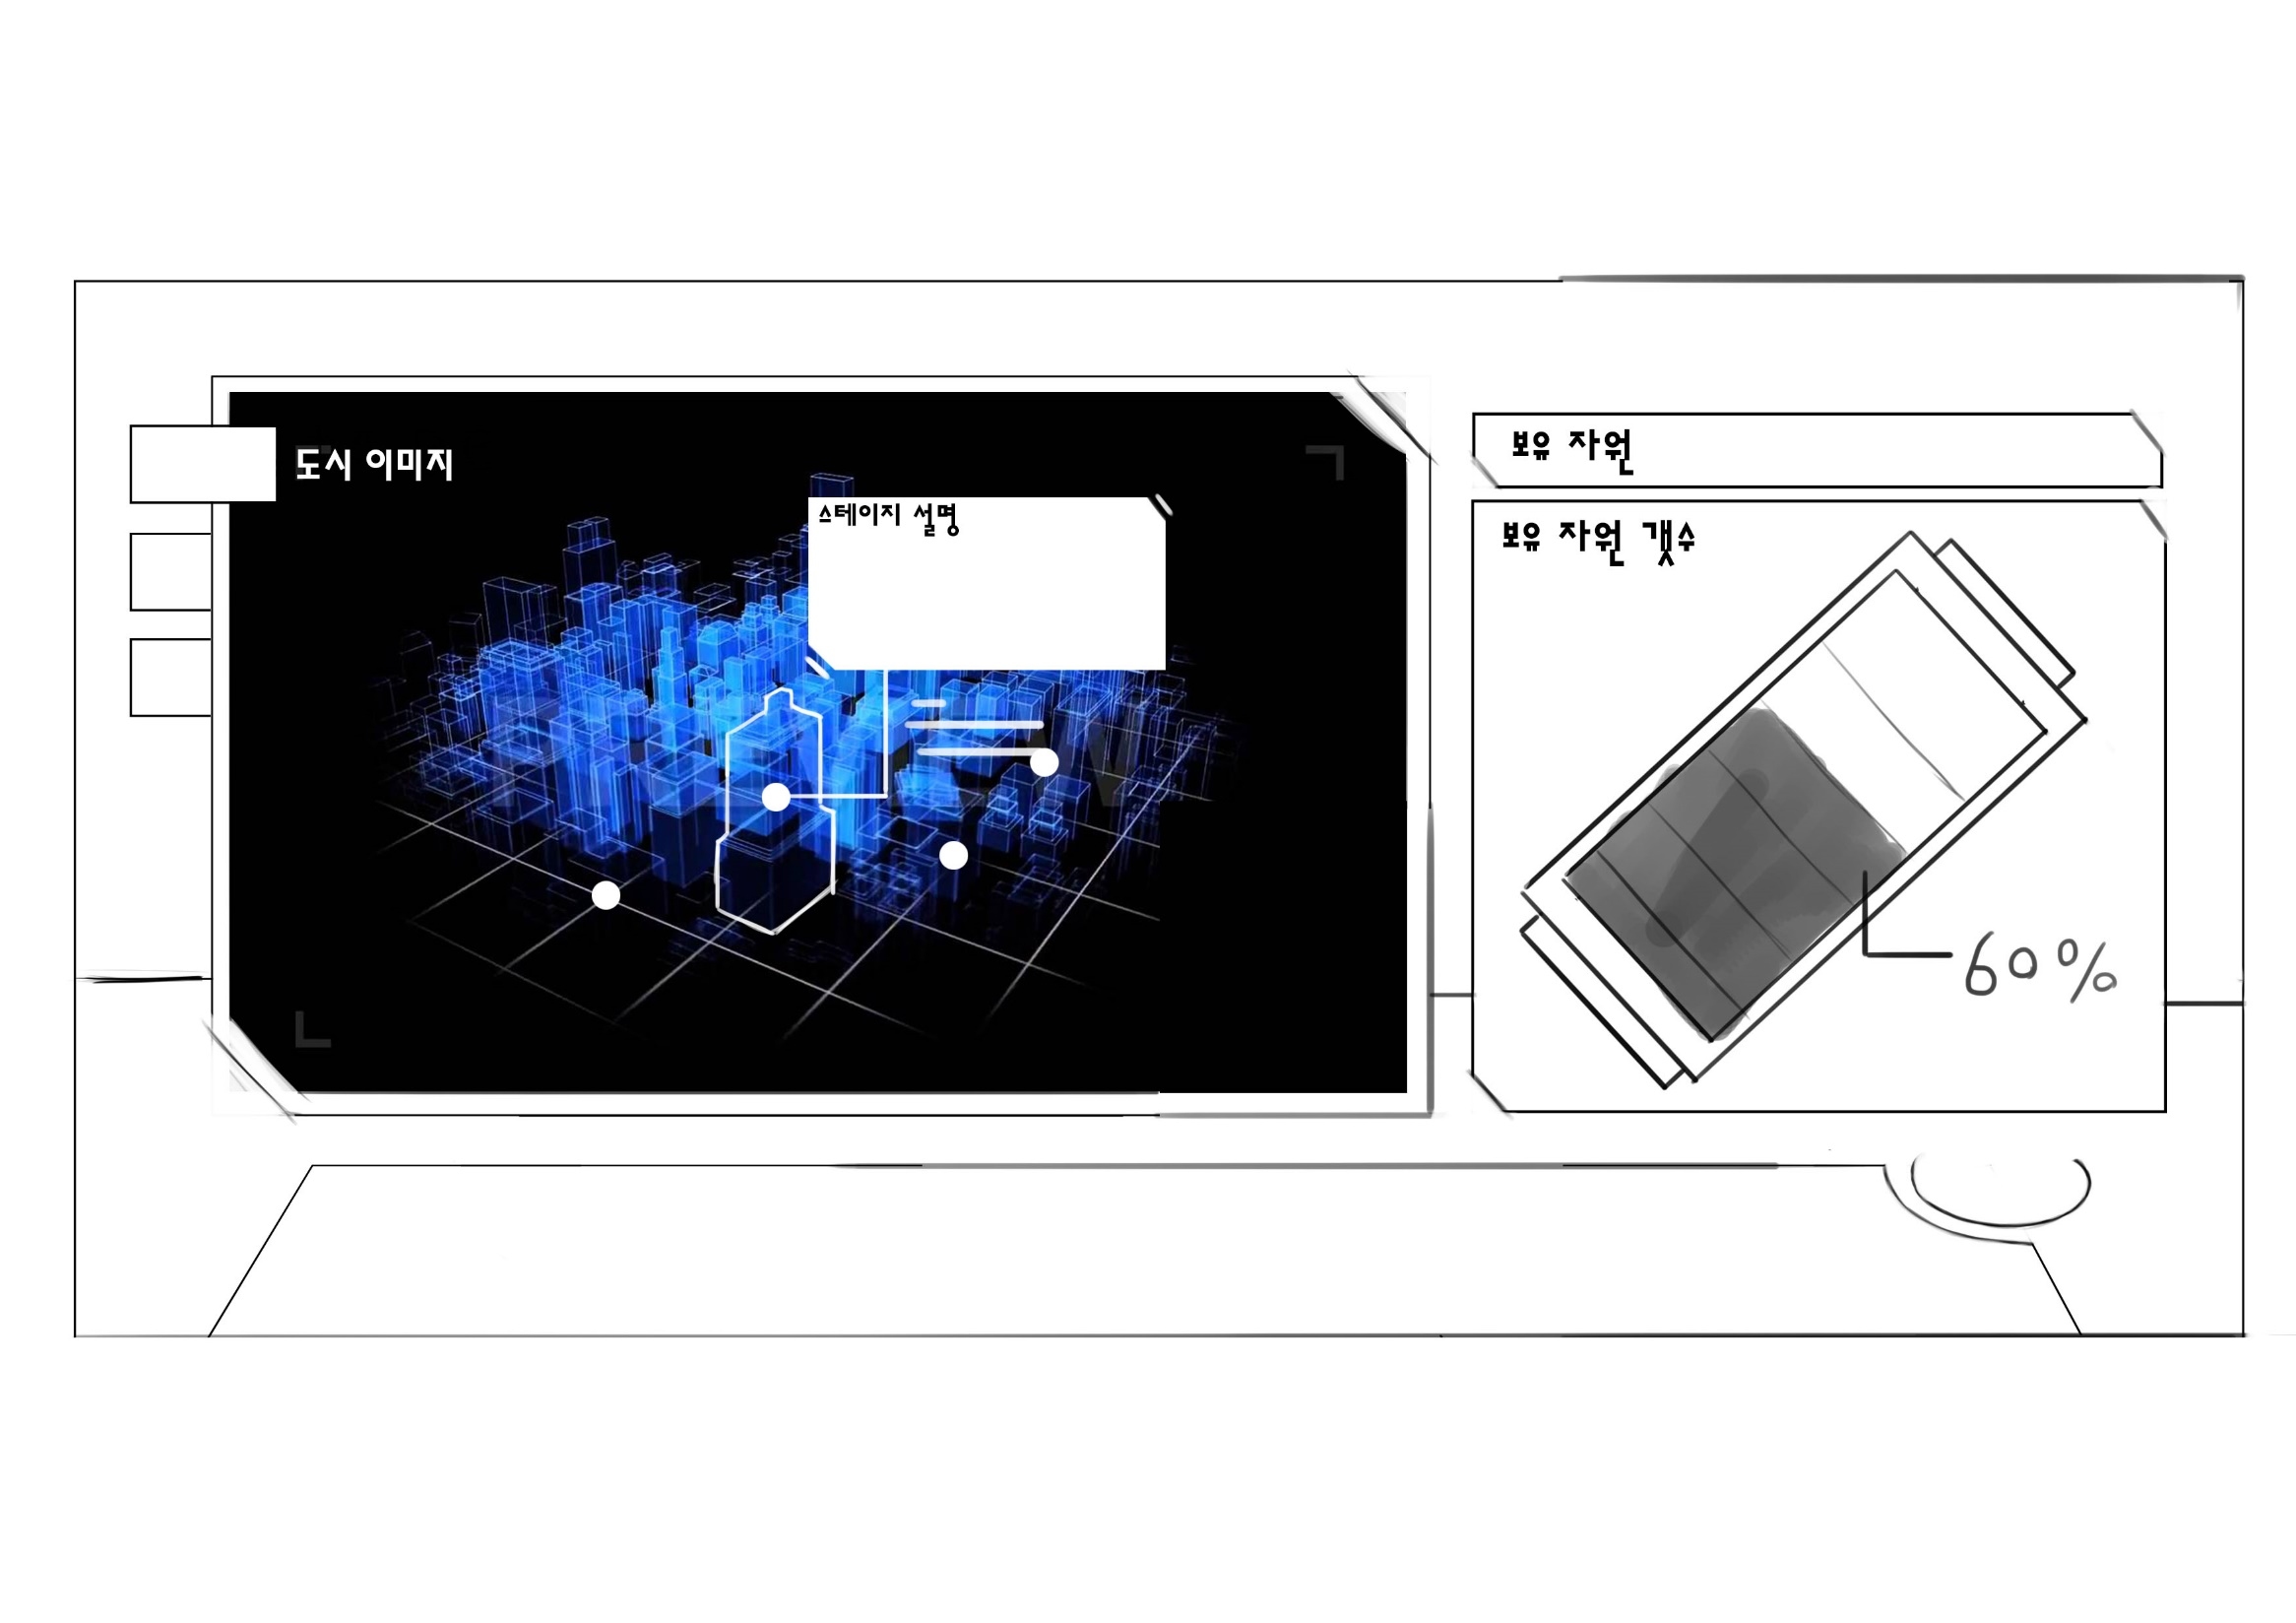 도시 이미지
스테이지 설명
보유 자원
보유 자원 갯수
60%